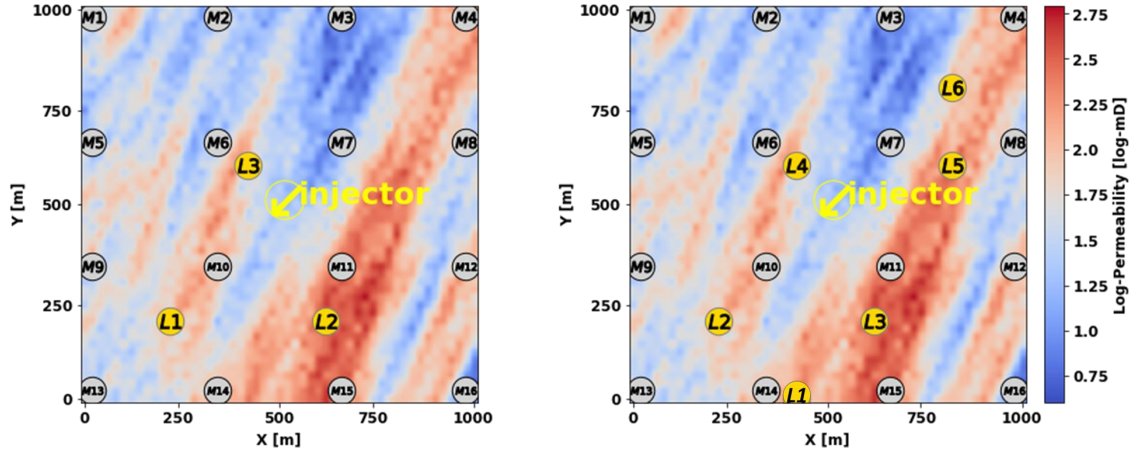 1000
750
500
250
0
Y [m]
M1 M2 M3 M4
M5 M6 M7 M8
L3
injector
M9 M10 M11 M12
L1 L2
M13 M14 M15 M16
0 250 500 750 1000
X [m]
1000
750
500
250
0
Y [m]
M1 M2 M3 M4
L6
M5 M6 M7 M8
L4 L5
injector
M9 M10 M11 M12
L2 L3
M13 M14 L1 M15 M16
0 250 500 750 1000
X [m]
2.75
2.5
2.25
2.0
1.75
1.5
1.25
1.0
0.75
Log-Permeability [log-mD]